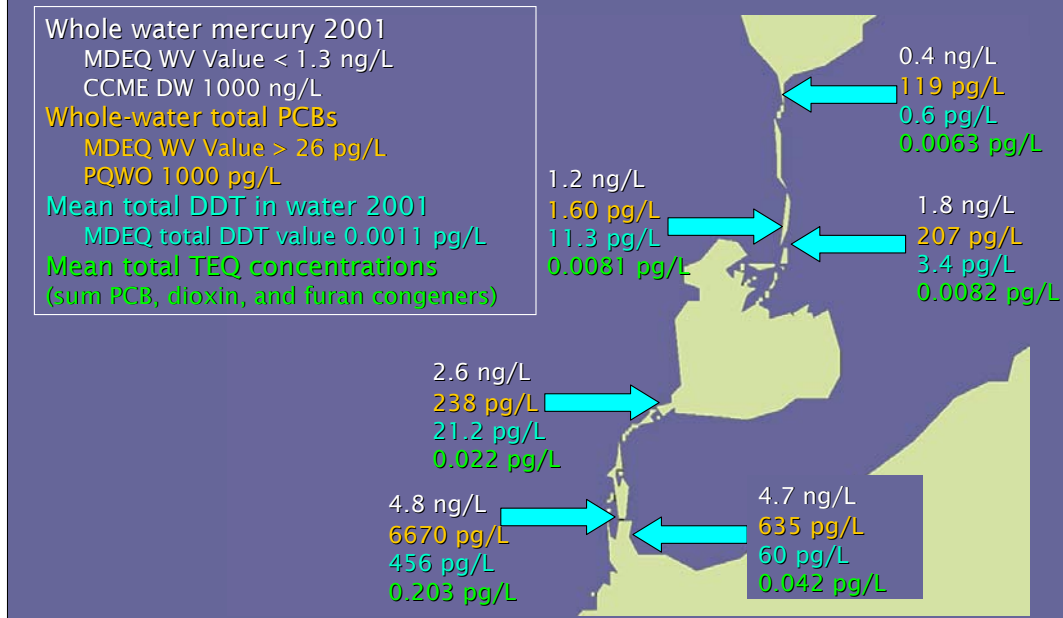 Whole water mercury 2001
MDEQ WV Value < 1.3 ng/L
CCME DW 1000 ng/L
Whole-water total PCBs
MDEQ WV Value > 26 pg/L
PQWO 1000 pg/L
Mean total DDT in water 2001
MDEQ total DDT value 0.0011 pg/L
Mean total TEQ concentrations
(sum PCB, dioxin, and furan congeners)
0.4 ng/L
119 pg/L
0.6 pg/L
0.0063 pg/L
1.2 ng/L
1.60 pg/L
11.3 pg/L
0.0081 pg/L
1.8 ng/L
207 pg/L
3.4 pg/L
0.0082 pg/L
2.6 ng/L
238 pg/L
21.2 pg/L
0.022 pg/L
4.8 ng/L
6670 pg/L
456 pg/L
0.203 pg/L
4.7 ng/L
635 pg/L
60 pg/L
0.042 pg/L